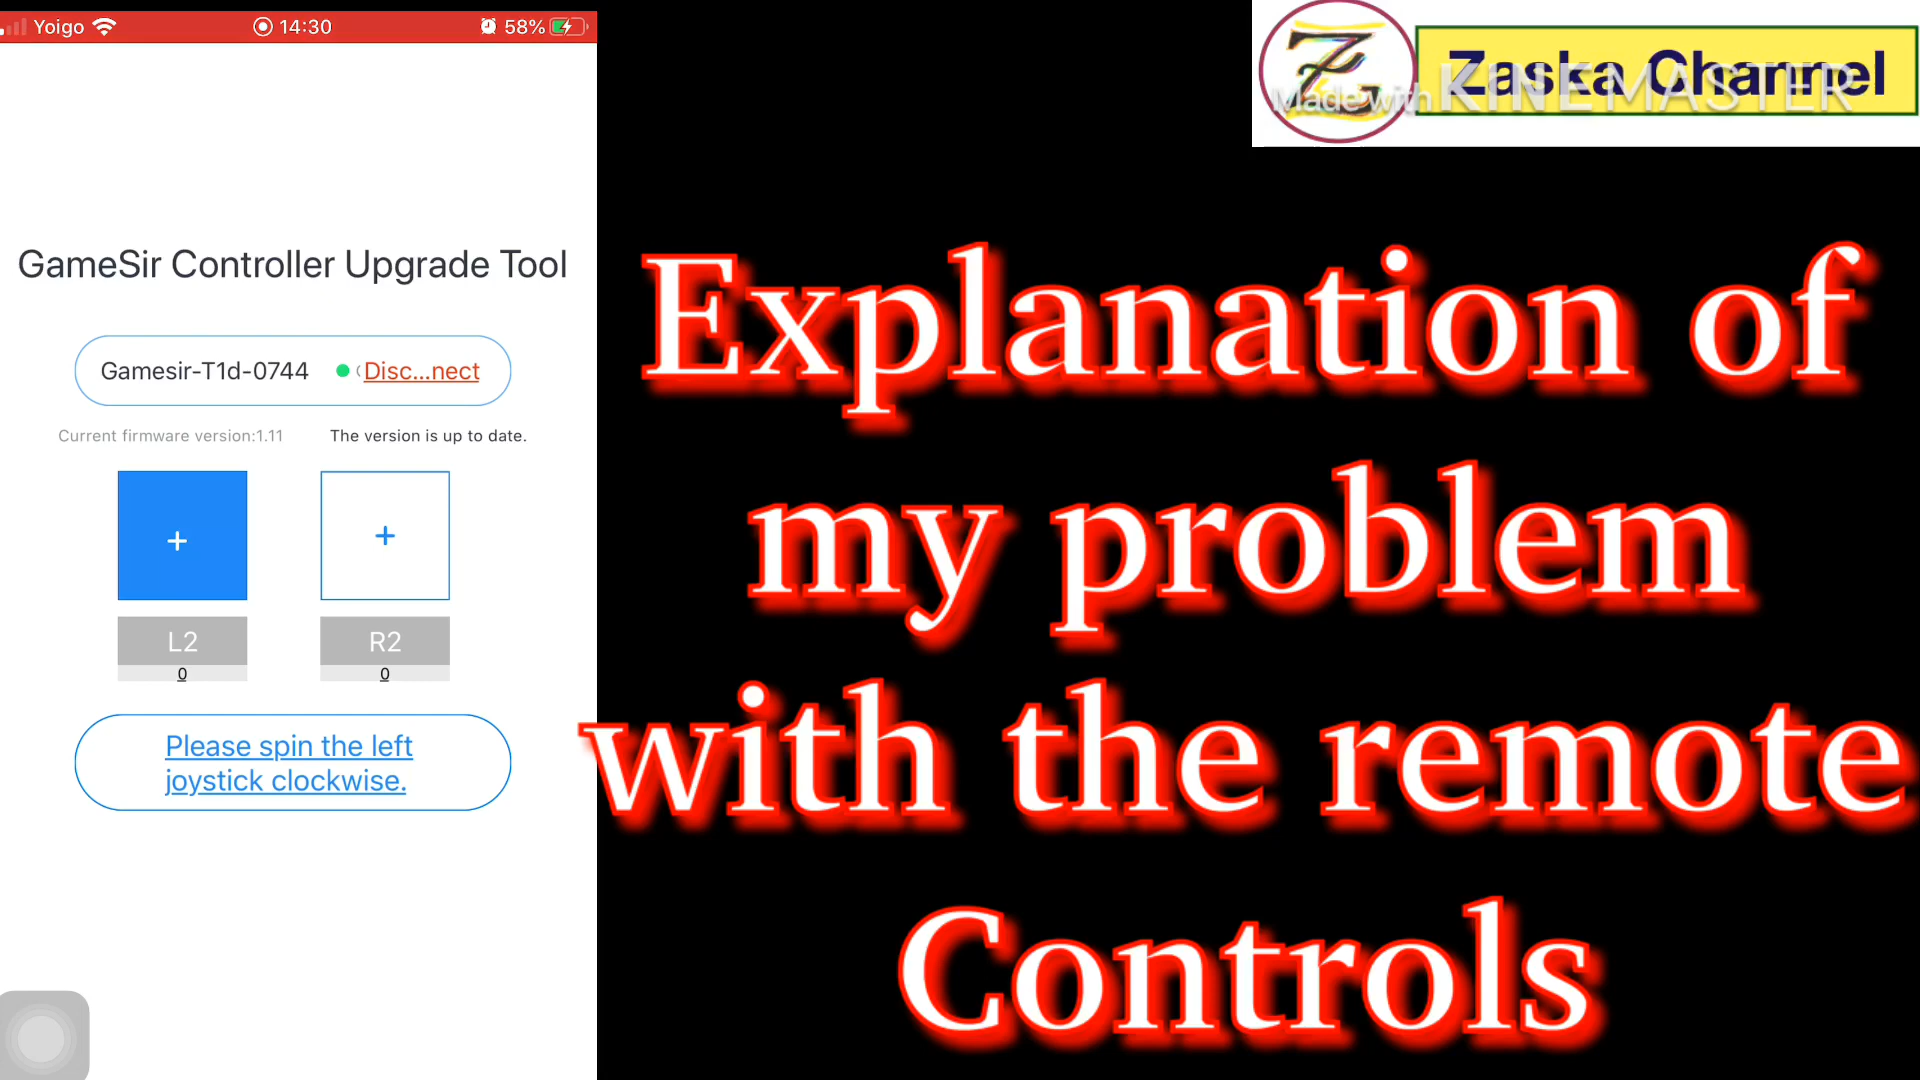 Yoigo 14:30 58%
Z Zaska Channel
Made with KINEMASTER
GameSir Controller Upgrade Tool
Gamesir-T1d-0744 Disc...nect
Current firmware version:1.11 The version is up to date.
+ +
L2 R2
0 0
Please spin the left
joystick clockwise.
Explanation of
my problem
with the remote
Controls